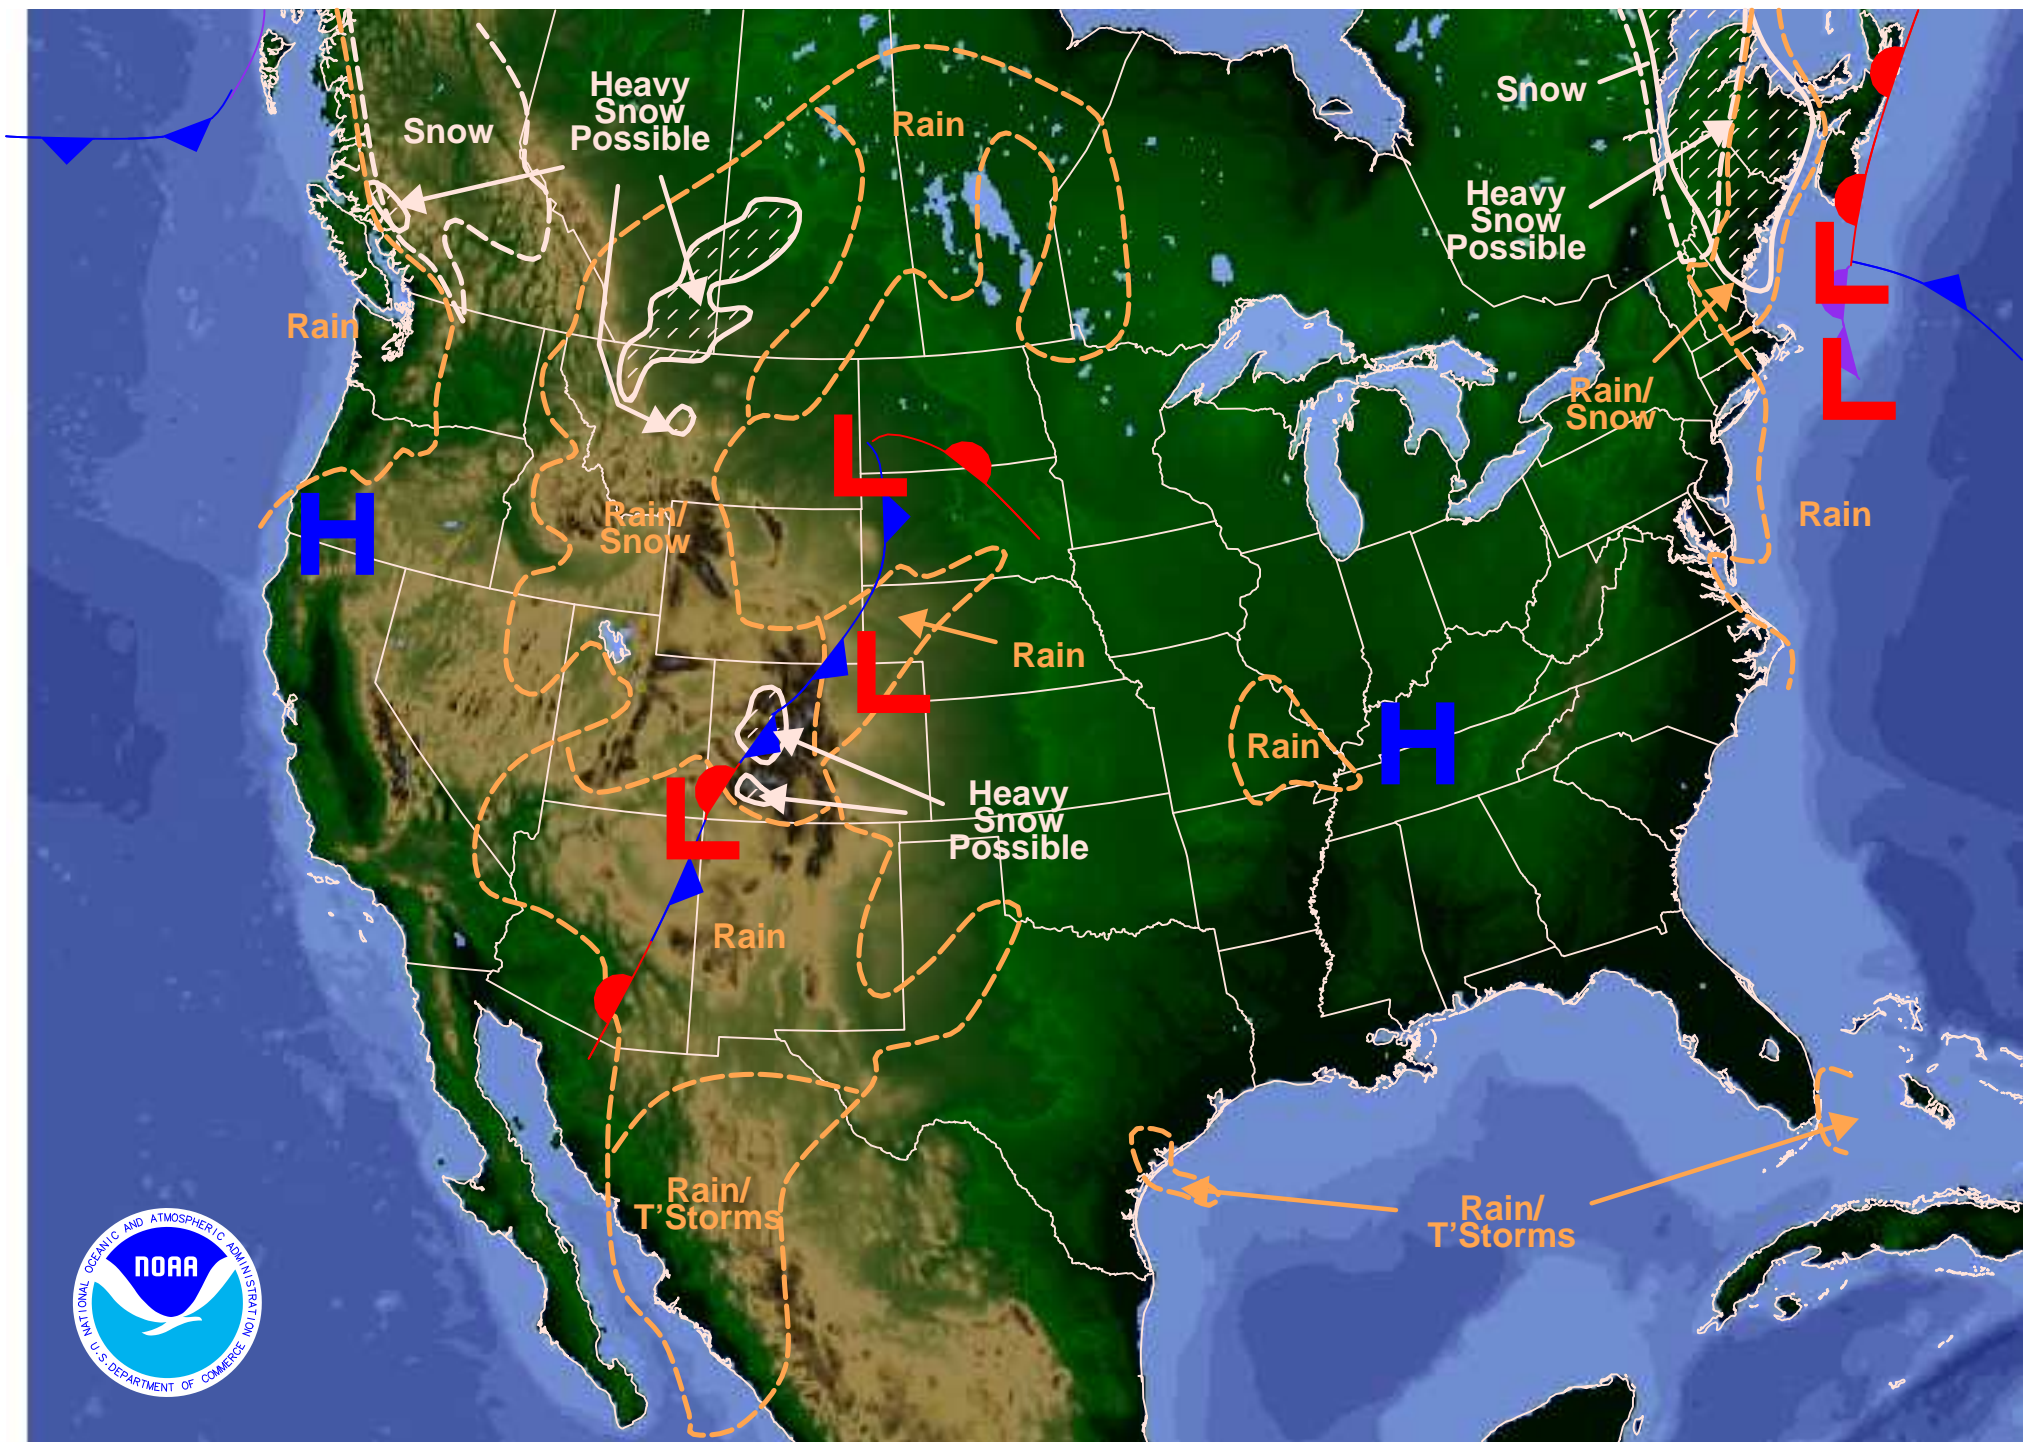 Heavy
Snow
Possible
Snow
Rain
Snow
Heavy
Snow
Possible
Rain
Rain/
Snow
Rain/
Snow
Rain
Rain
Rain
Heavy
Snow
Possible
Rain
Rain/
T'Storms
Rain/
T'Storms
H
H
L
L
L
L
L
NATIONAL OCEANIC AND ATMOSPHERIC ADMINISTRATION
NOAA
U.S. DEPARTMENT OF COMMERCE